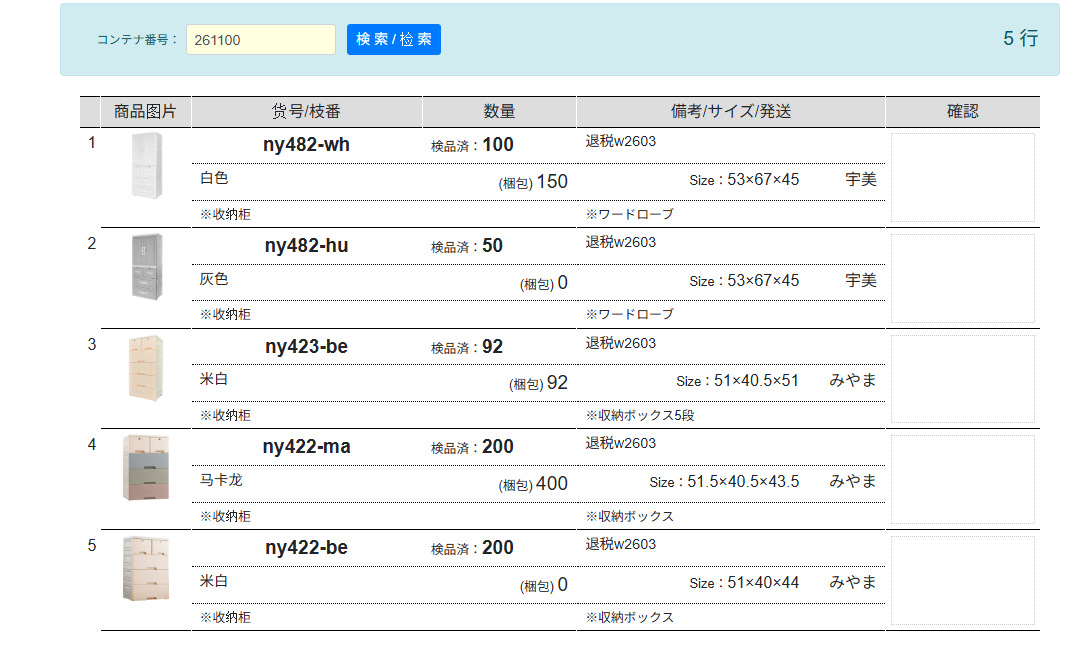 コンテナ番号： 261100 検 索 / 检 索 5 行
商品图片 货号/枝番 数量 備考/サイズ/発送 確認
1 ny482-wh 検品済：100 退税w2603
白色 (梱包) 150 Size：53×67×45 宇美
※收纳柜 ※ワードローブ
2 ny482-hu 検品済：50 退税w2603
灰色 (梱包) 0 Size：53×67×45 宇美
※收纳柜 ※ワードローブ
3 ny423-be 検品済：92 退税w2603
米白 (梱包) 92 Size：51×40.5×51 みやま
※收纳柜 ※収納ボックス5段
4 ny422-ma 検品済：200 退税w2603
马卡龙 (梱包) 400 Size：51.5×40.5×43.5 みやま
※收纳柜 ※収納ボックス
5 ny422-be 検品済：200 退税w2603
米白 (梱包) 0 Size：51×40×44 みやま
※收纳柜 ※収納ボックス